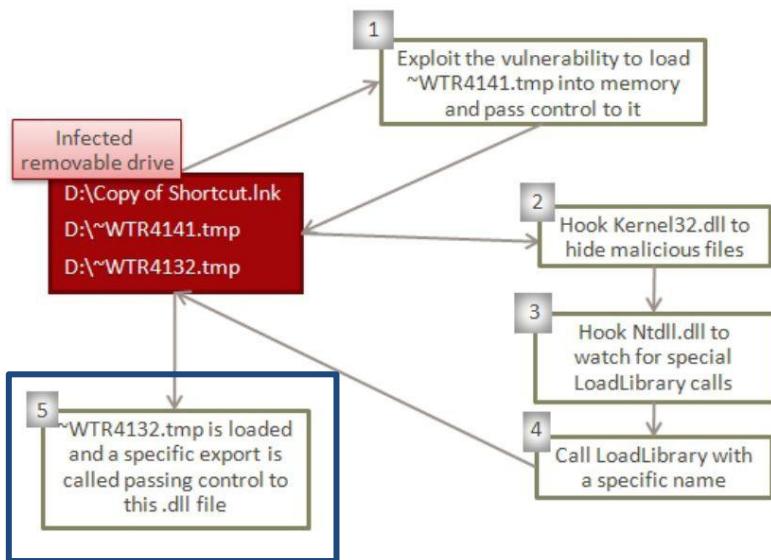 1
Exploit the vulnerability to load
~WTR4141.tmp into memory
and pass control to it
Infected
removable drive
D:\Copy of Shortcut.lnk
D:\~WTR4141.tmp
D:\~WTR4132.tmp
2
Hook Kernel32.dll to
hide malicious files
3
Hook Ntdll.dll to
watch for special
LoadLibrary calls
4
Call LoadLibrary with
a specific name
5
~WTR4132.tmp is loaded
and a specific export is
called passing control to
this .dll file